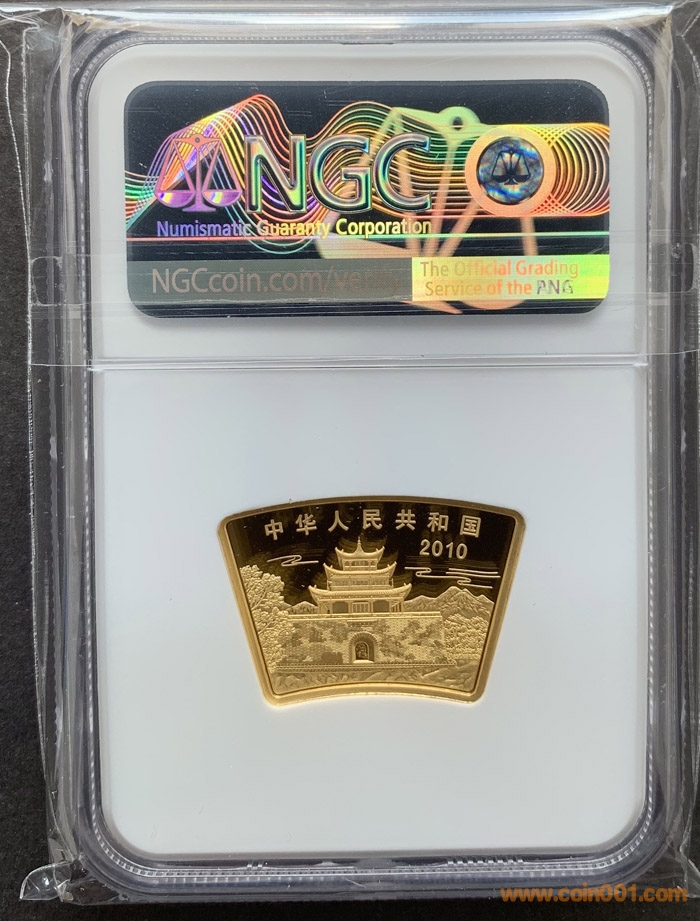 NGC
Numismatic Guaranty Corporation
NGCcoin.com/verify
The Official Grading
Service of the PNG
中华人民共和国
2010
www.coin001.com